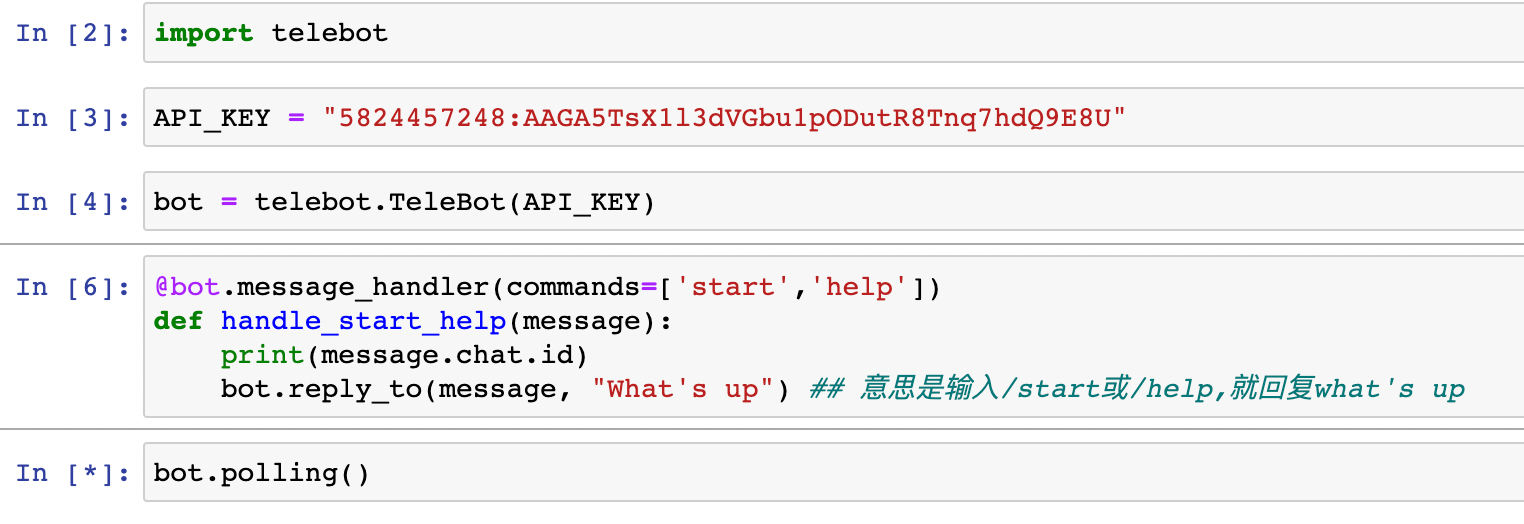 In [2]: import telebot
In [3]: API_KEY = "5824457248:AAGA5TsX1l3dVGbu1pODutR8Tnq7hdQ9E8U"
In [4]: bot = telebot.TeleBot(API_KEY)
In [6]: @bot.message_handler(commands=['start','help'])
def handle_start_help(message):
    print(message.chat.id)
    bot.reply_to(message, "What's up") ## 意思是输入/start或/help,就回复what's up
In [*]: bot.polling()